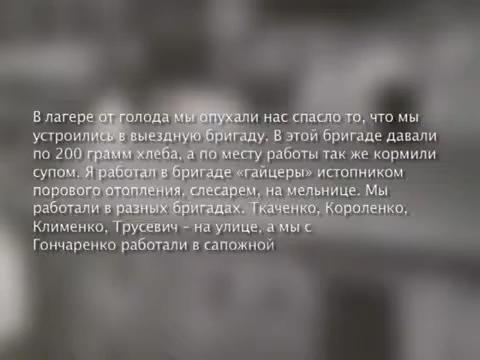 В лагере от голода мы опухали нас спасло то, что мы
устроились в выездную бригаду. В этой бригаде давали
по 200 грамм хлеба, а по месту работы так же кормили
супом. Я работал в бригаде «гайцеры» истопником
порового отопления, слесарем, на мельнице. Мы
работали в разных бригадах. Ткаченко, Короленко,
Клименко, Трусевич – на улице, а мы с
Гончаренко работали в сапожной